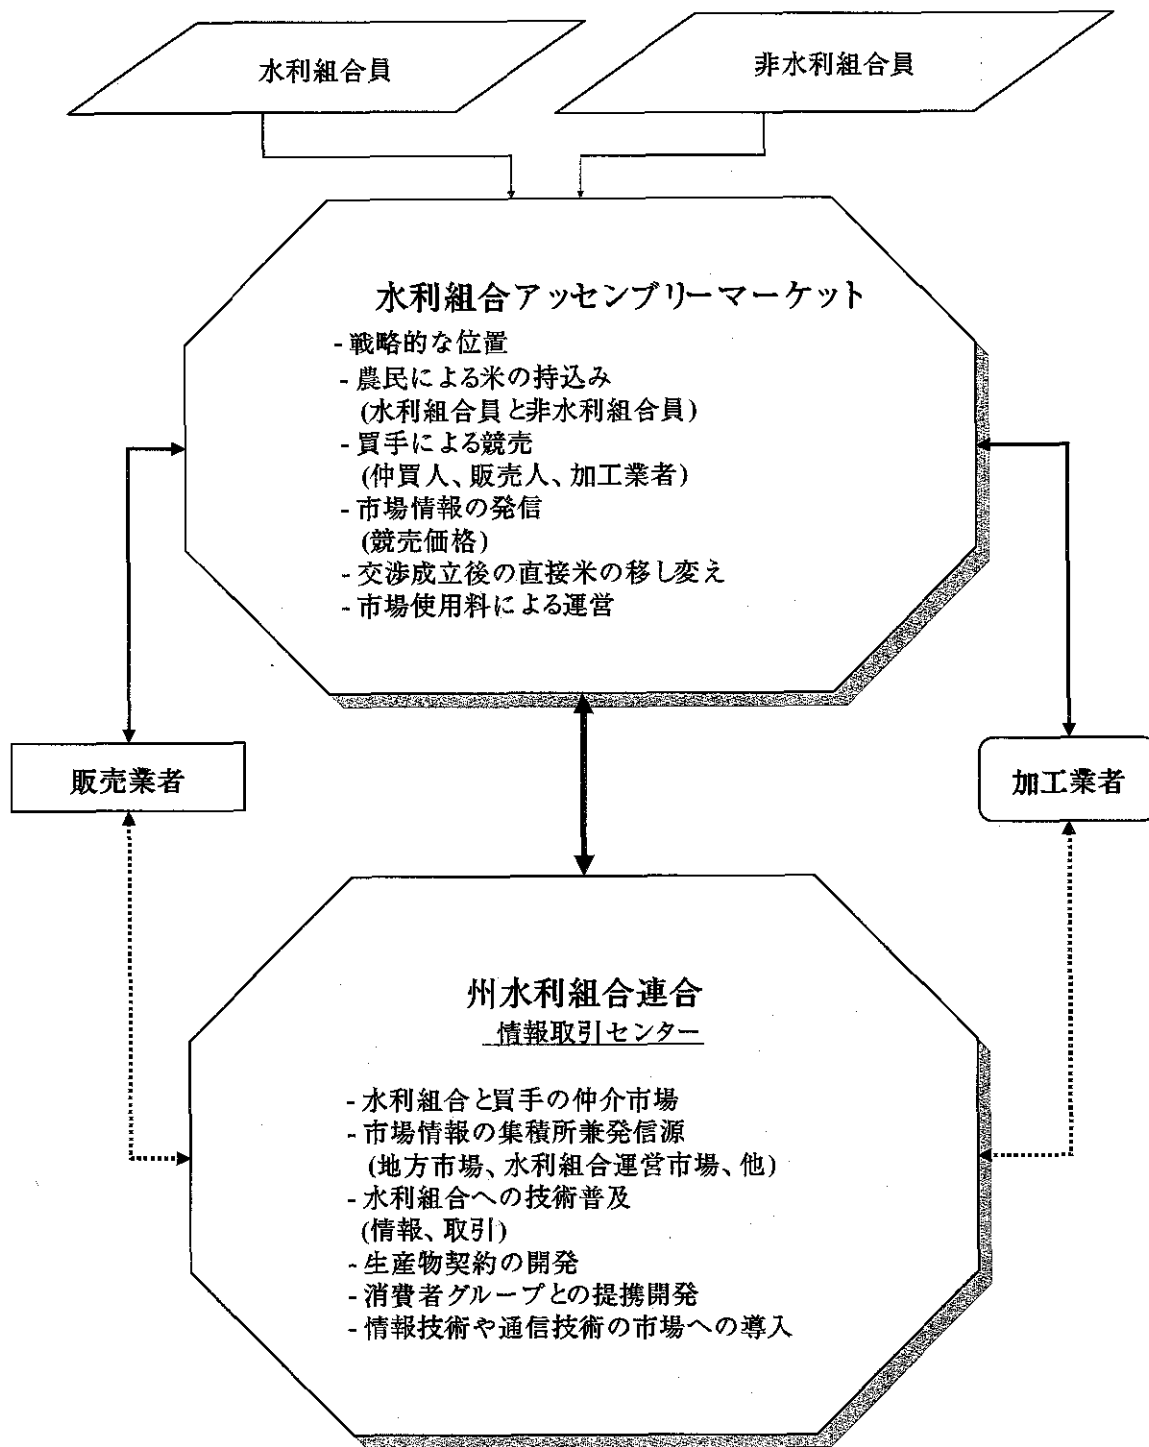 水利組合員
非水利組合員
水利組合アッセンブリーマーケット
- 戦略的な位置
- 農民による米の持込み
(水利組合員と非水利組合員)
- 買手による競売
(仲買人、販売人、加工業者)
- 市場情報の発信
(競売価格)
- 交渉成立後の直接米の移し変え
- 市場使用料による運営
販売業者
加工業者
州水利組合連合
情報取引センター
- 水利組合と買手の仲介市場
- 市場情報の集積所兼発信源
(地方市場、水利組合運営市場、他)
- 水利組合への技術普及
(情報、取引)
- 生産物契約の開発
- 消費者グループとの提携開発
- 情報技術や通信技術の市場への導入